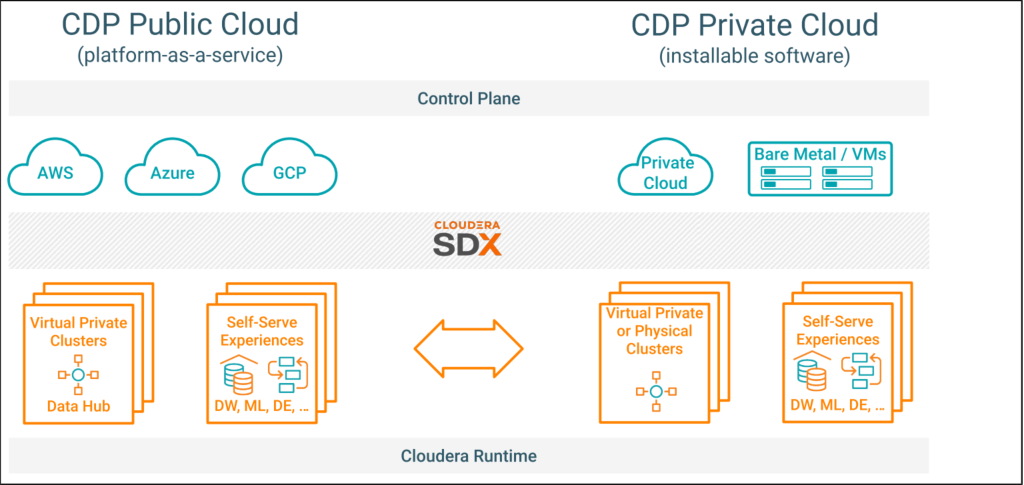 CDP Public Cloud
(platform-as-a-service)
CDP Private Cloud
(installable software)
Control Plane
AWS
Azure
GCP
Private
Cloud
Bare Metal / VMs
CLOUDERA
SDX
Virtual Private
Clusters
Data Hub
Self-Serve
Experiences
DW, ML, DE, ...
Virtual Private
or Physical
Clusters
Self-Serve
Experiences
DW, ML, DE, ...
Cloudera Runtime